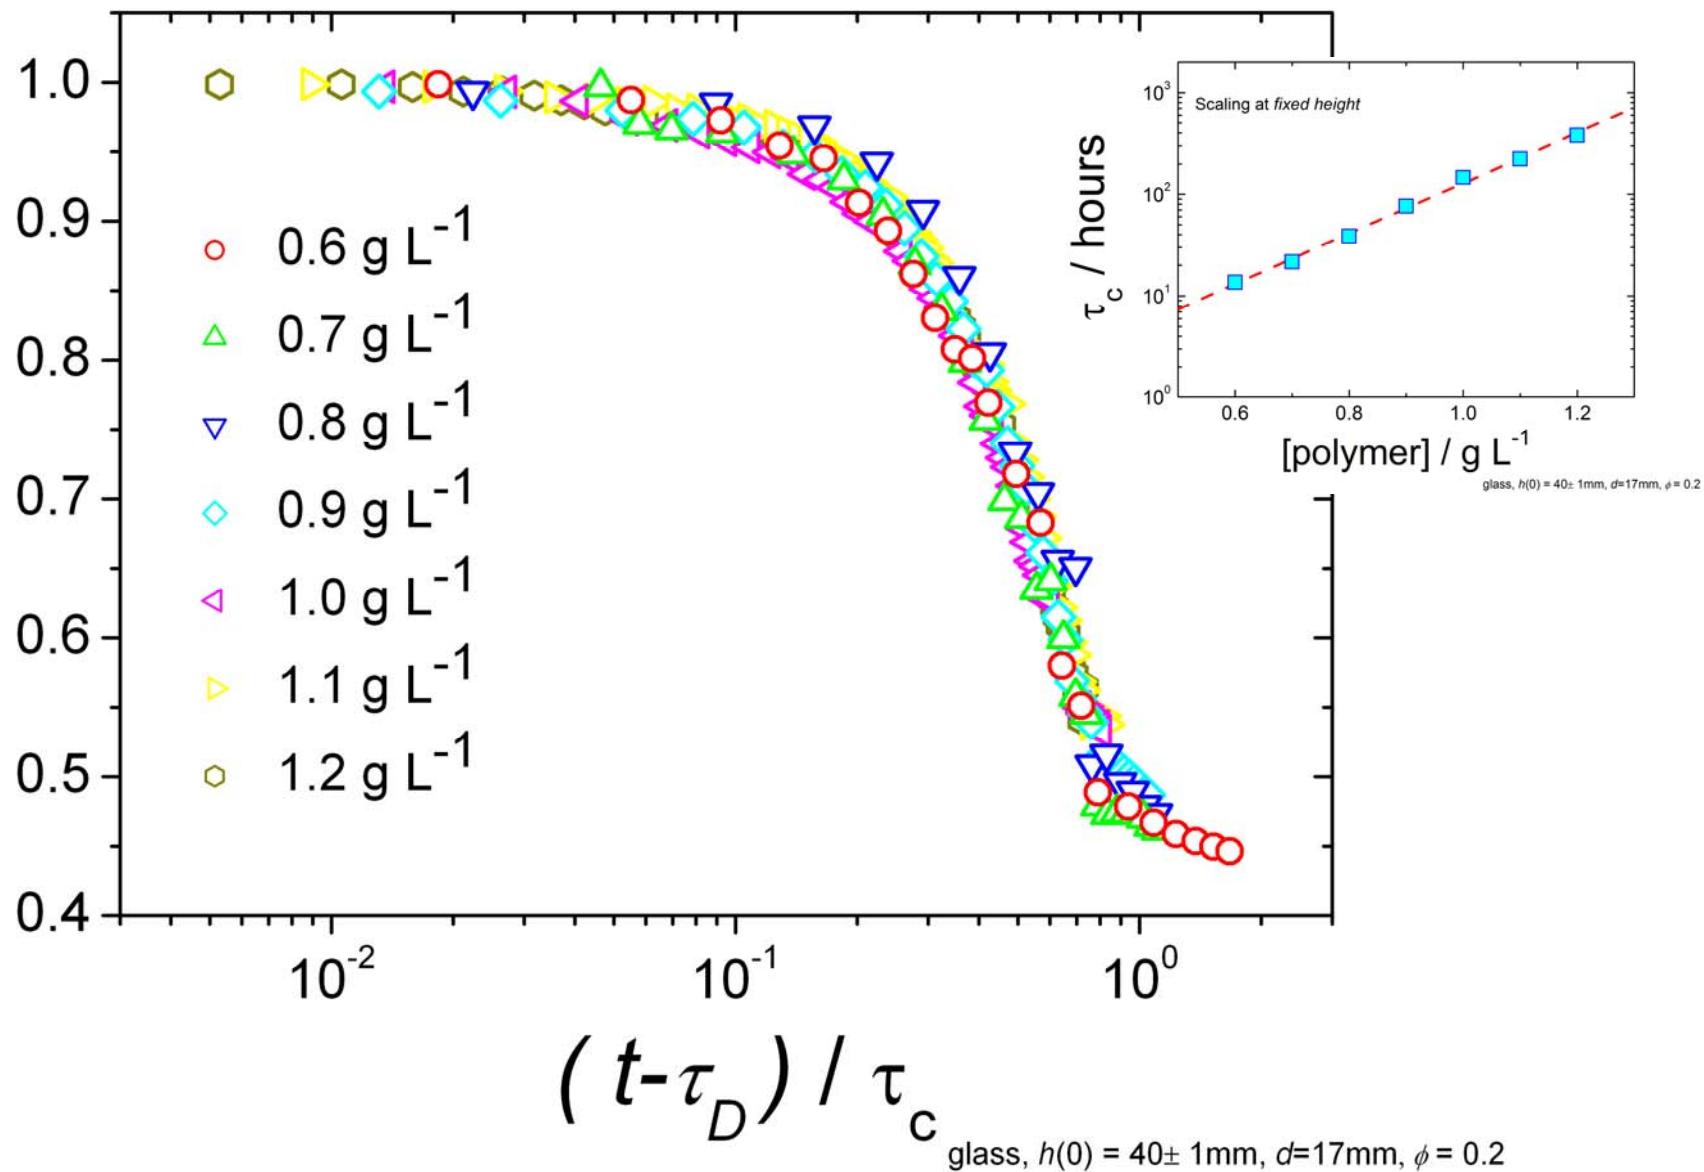 1.0
0.9
0.8
0.7
0.6
0.5
0.4
10⁻² 10⁻¹ 10⁰
( t-τ_D ) / τ_c
glass, h(0) = 40± 1mm, d=17mm, ϕ = 0.2
0.6 g L⁻¹
0.7 g L⁻¹
0.8 g L⁻¹
0.9 g L⁻¹
1.0 g L⁻¹
1.1 g L⁻¹
1.2 g L⁻¹
Scaling at fixed height
τ_c / hours
10³
10²
10¹
10⁰
0.6 0.8 1.0 1.2
[polymer] / g L⁻¹
glass, h(0) = 40± 1mm, d=17mm, ϕ = 0.2